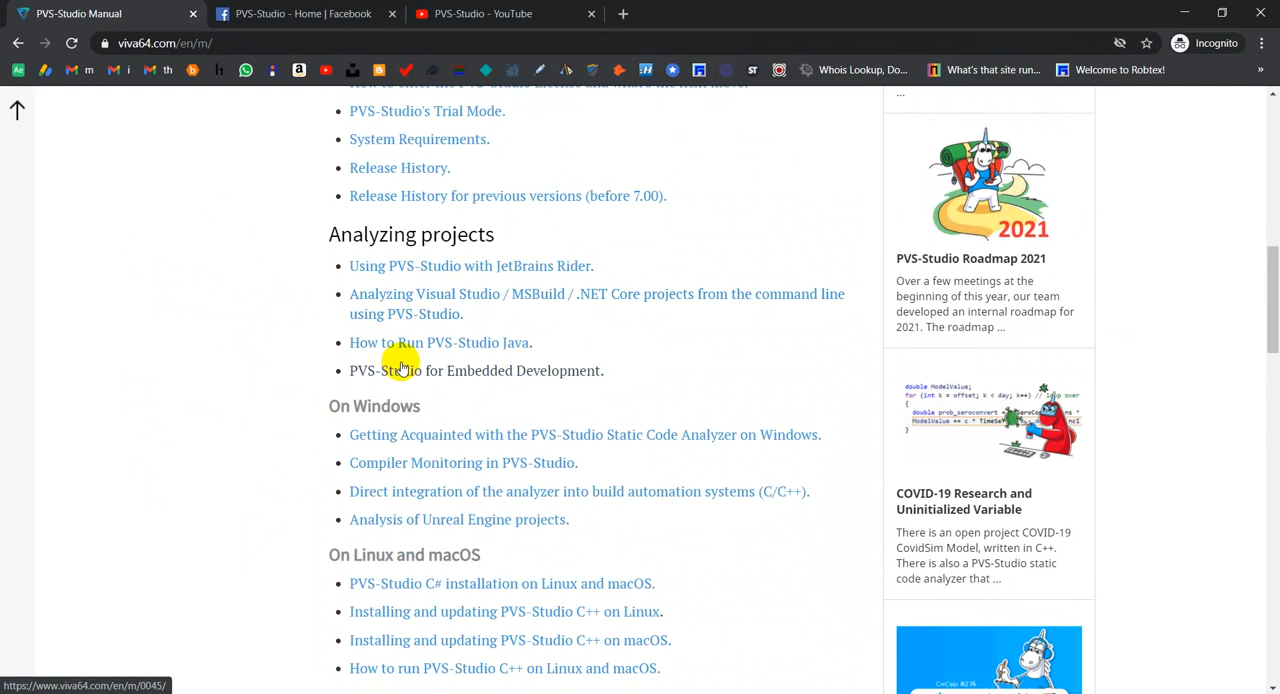 PVS-Studio Manual
PVS-Studio - Home | Facebook
PVS-Studio - YouTube
viva64.com/en/m/
Incognito
m
i
th
Whois Lookup, Do...
What's that site run...
Welcome to Robtex!
»
PVS-Studio's Trial Mode.
System Requirements.
Release History.
Release History for previous versions (before 7.00).
Analyzing projects
Using PVS-Studio with JetBrains Rider.
Analyzing Visual Studio / MSBuild / .NET Core projects from the command line
using PVS-Studio.
How to Run PVS-Studio Java.
PVS-Studio for Embedded Development.
On Windows
Getting Acquainted with the PVS-Studio Static Code Analyzer on Windows.
Compiler Monitoring in PVS-Studio.
Direct integration of the analyzer into build automation systems (C/C++).
Analysis of Unreal Engine projects.
On Linux and macOS
PVS-Studio C# installation on Linux and macOS.
Installing and updating PVS-Studio C++ on Linux.
Installing and updating PVS-Studio C++ on macOS.
How to run PVS-Studio C++ on Linux and macOS.
...
2021
PVS-Studio Roadmap 2021
Over a few meetings at the
beginning of this year, our team
developed an internal roadmap for
2021. The roadmap ...
double ModelValue;
for (int k = offset; k < day; k++) // loop over
{
COVID-19 Research and
Uninitialized Variable
There is an open project COVID-19
CovidSim Model, written in C++.
There is also a PVS-Studio static
code analyzer that ...
https://www.viva64.com/en/m/0045/